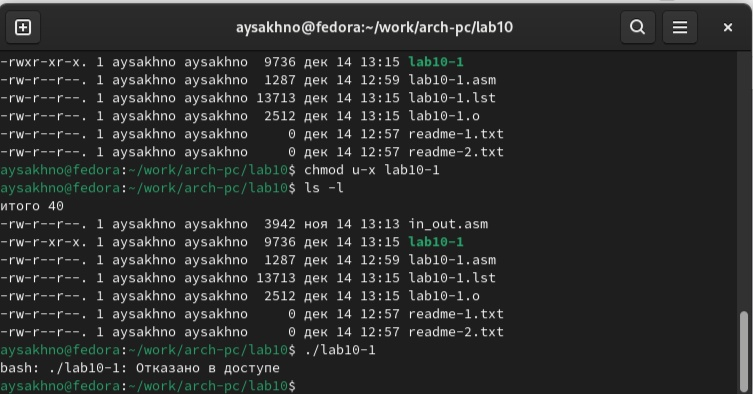 aysakhno@fedora:~/work/arch-pc/lab10
-rwxr-xr-x. 1 aysakhno aysakhno  9736 дек 14 13:15 lab10-1
-rw-r--r--. 1 aysakhno aysakhno  1287 дек 14 12:59 lab10-1.asm
-rw-r--r--. 1 aysakhno aysakhno 13713 дек 14 13:15 lab10-1.lst
-rw-r--r--. 1 aysakhno aysakhno  2512 дек 14 13:15 lab10-1.o
-rw-r--r--. 1 aysakhno aysakhno     0 дек 14 12:57 readme-1.txt
-rw-r--r--. 1 aysakhno aysakhno     0 дек 14 12:57 readme-2.txt
aysakhno@fedora:~/work/arch-pc/lab10$ chmod u-x lab10-1
aysakhno@fedora:~/work/arch-pc/lab10$ ls -l
итого 40
-rw-r--r--. 1 aysakhno aysakhno  3942 ноя 14 13:13 in_out.asm
-rw-r-xr-x. 1 aysakhno aysakhno  9736 дек 14 13:15 lab10-1
-rw-r--r--. 1 aysakhno aysakhno  1287 дек 14 12:59 lab10-1.asm
-rw-r--r--. 1 aysakhno aysakhno 13713 дек 14 13:15 lab10-1.lst
-rw-r--r--. 1 aysakhno aysakhno  2512 дек 14 13:15 lab10-1.o
-rw-r--r--. 1 aysakhno aysakhno     0 дек 14 12:57 readme-1.txt
-rw-r--r--. 1 aysakhno aysakhno     0 дек 14 12:57 readme-2.txt
aysakhno@fedora:~/work/arch-pc/lab10$ ./lab10-1
bash: ./lab10-1: Отказано в доступе
aysakhno@fedora:~/work/arch-pc/lab10$